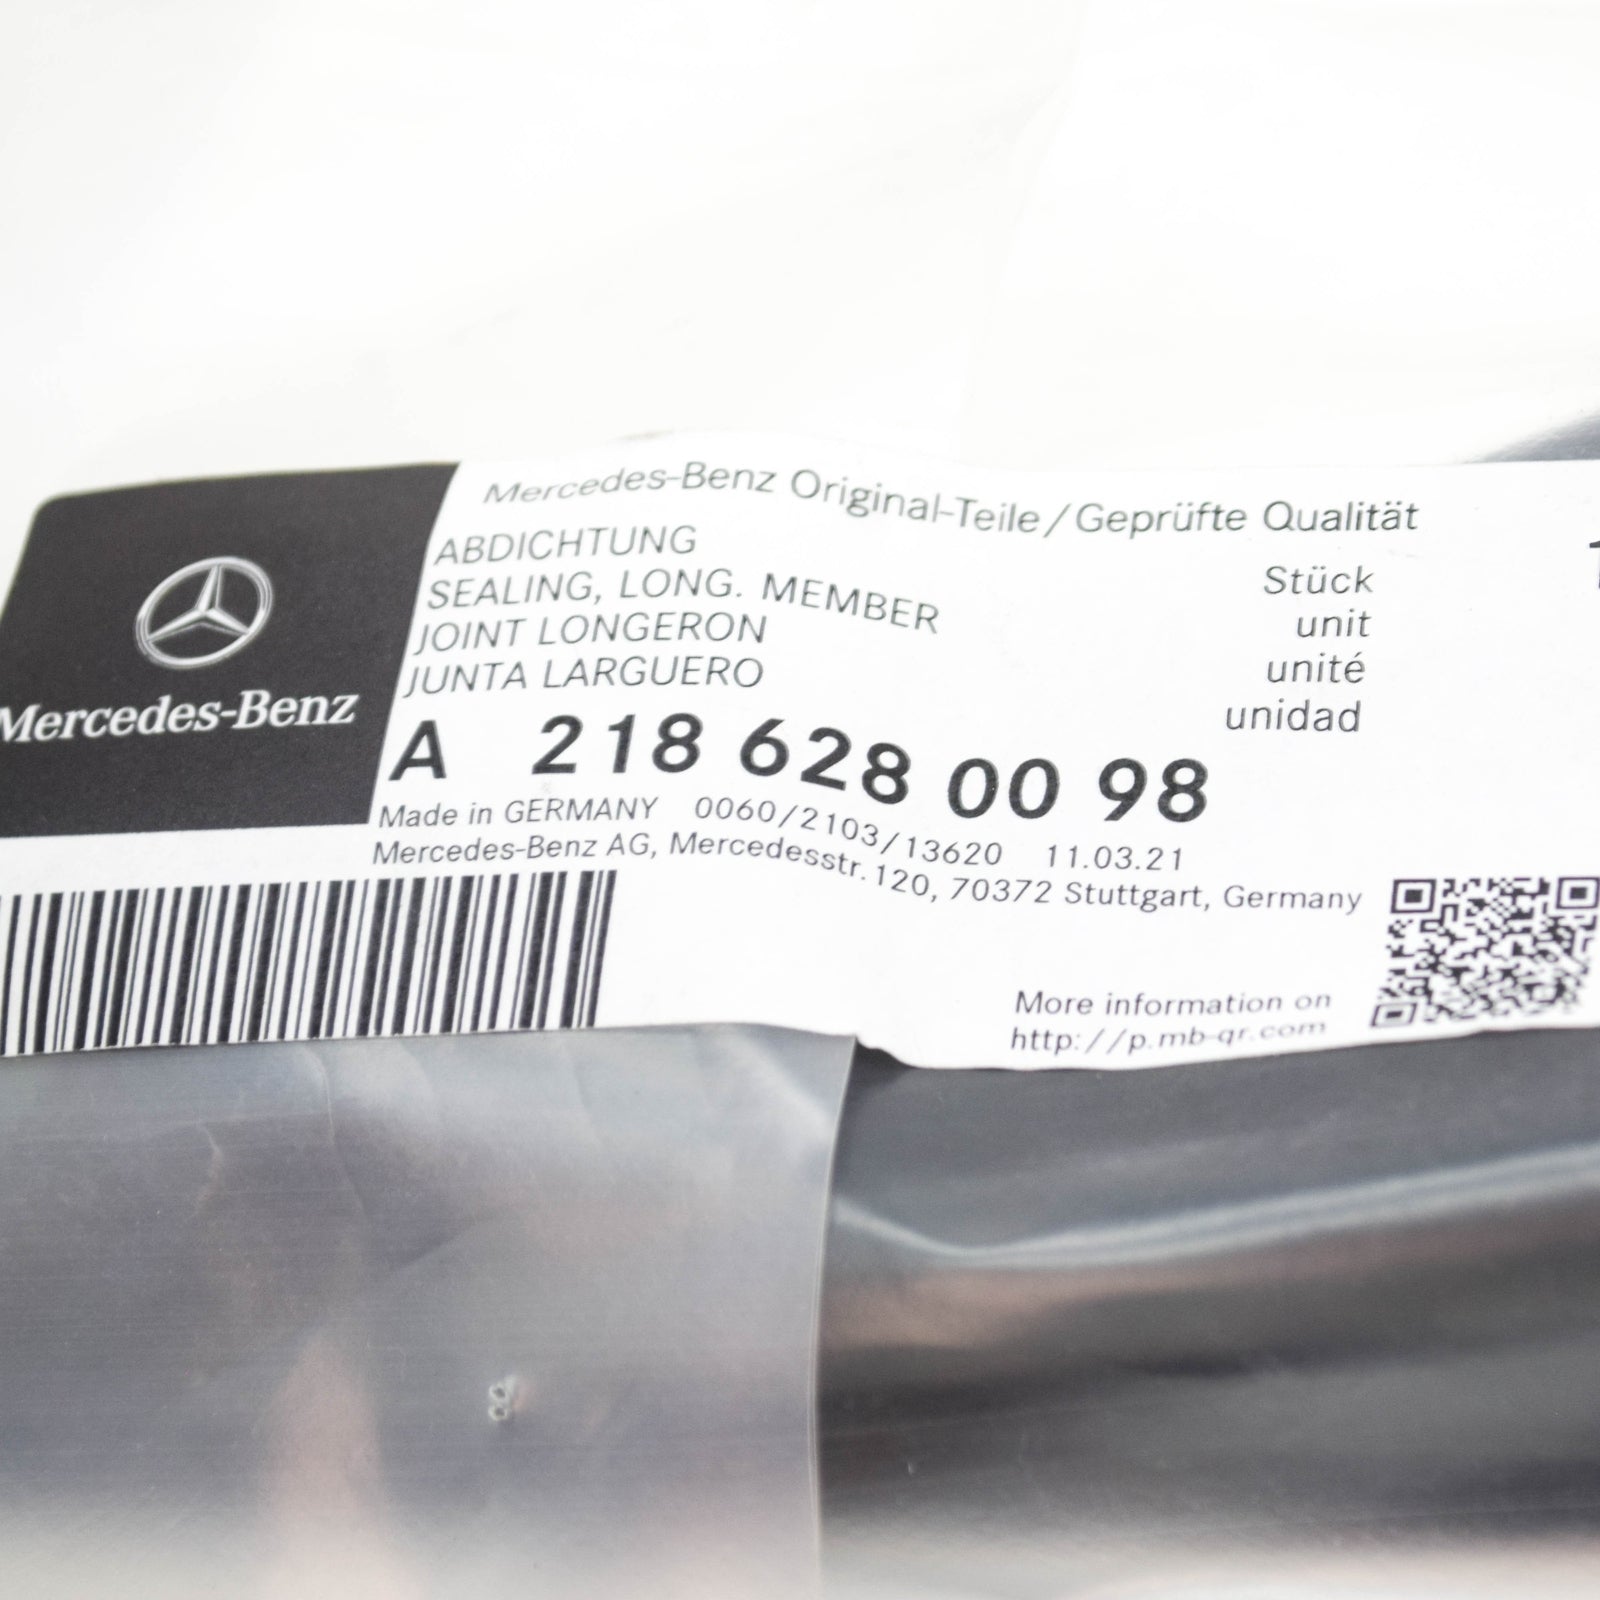 Mercedes-Benz
Mercedes-Benz Original-Teile/Geprüfte Qualität
ABDICHTUNG
SEALING, LONG. MEMBER
JOINT LONGERON
JUNTA LARGUERO
Stück
unit
unité
unidad
A 218 628 00 98
Made in GERMANY 0060/2103/13620 11.03.21
Mercedes-Benz AG, Mercedesstr. 120, 70372 Stuttgart, Germany
More information on
http://p.mb-qr.com